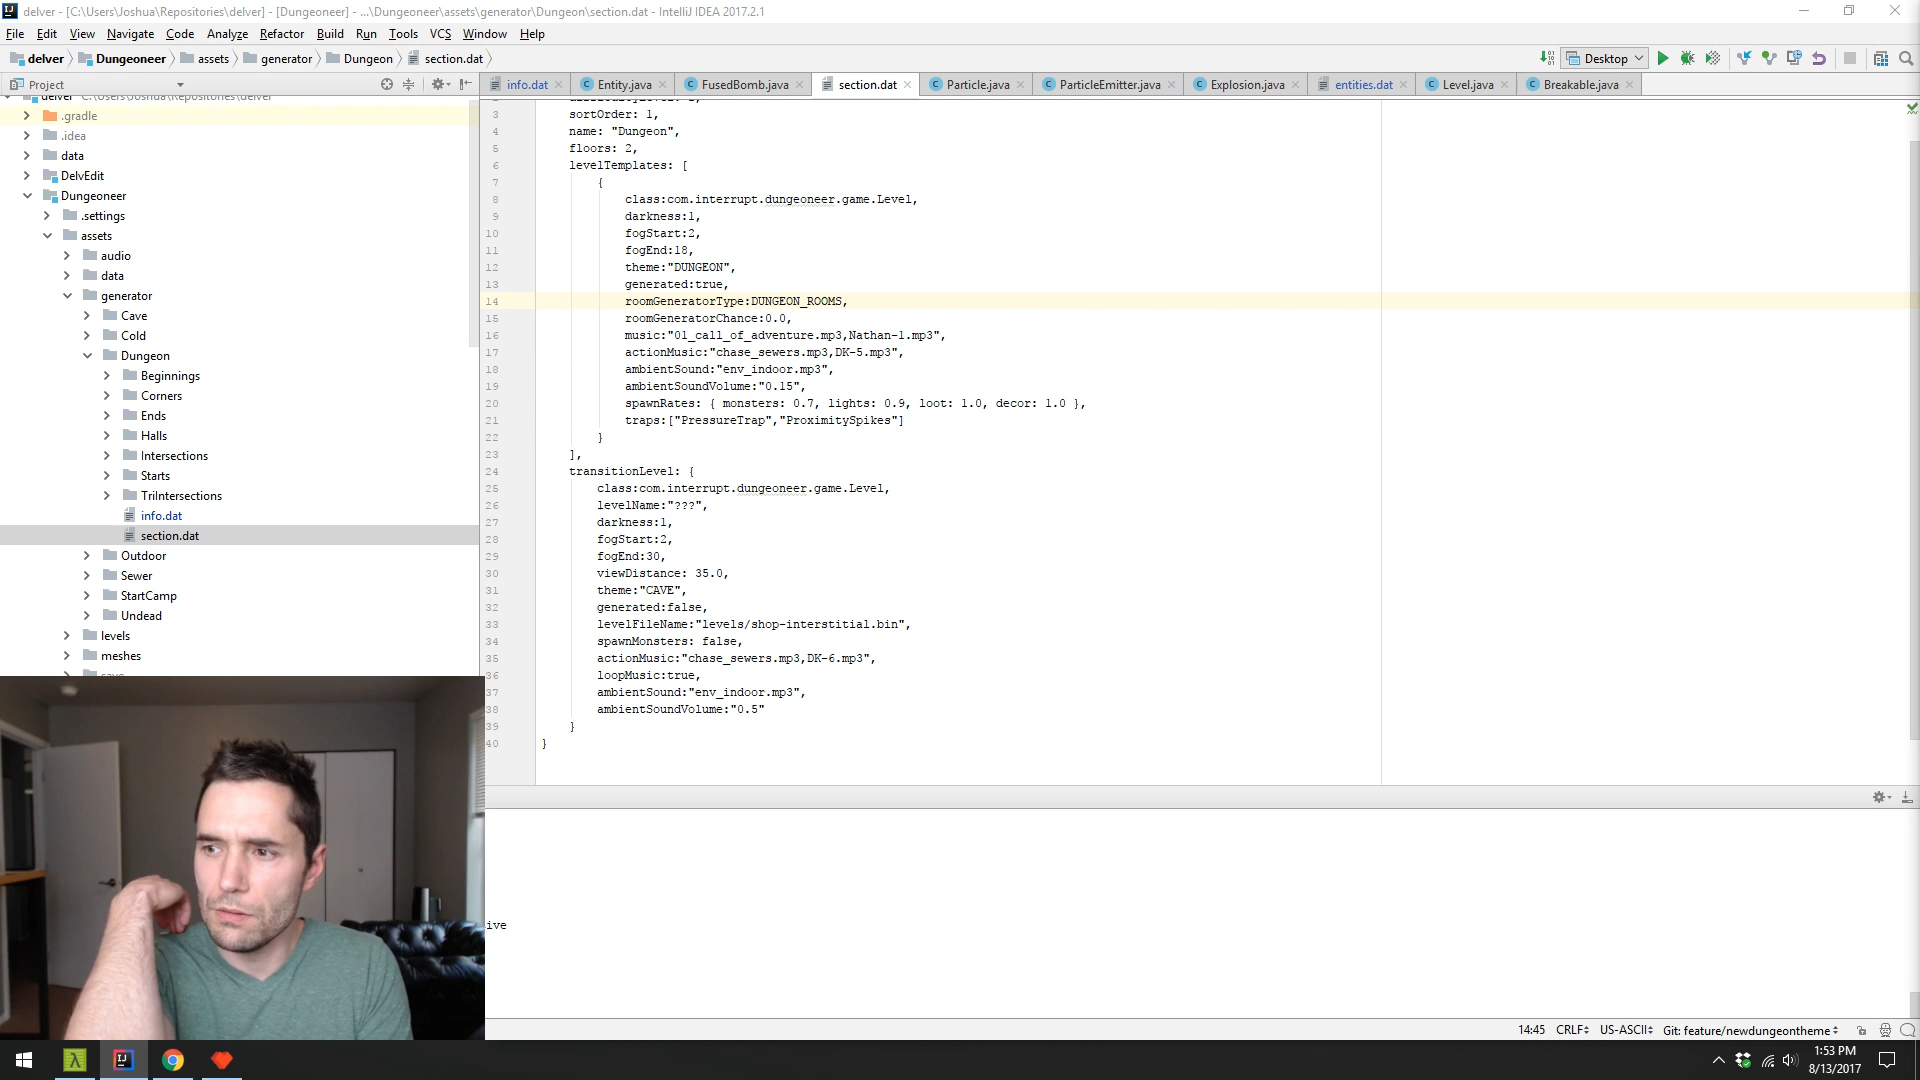 delver - [C:\Users\Joshua\Repositories\delver] - [Dungeoneer] - ...\Dungeoneer\assets\generator\Dungeon\section.dat - IntelliJ IDEA 2017.2.1
File Edit View Navigate Code Analyze Refactor Build Run Tools VCS Window Help
delver Dungeoneer assets generator Dungeon section.dat Desktop
Project
info.dat Entity.java FusedBomb.java section.dat Particle.java ParticleEmitter.java Explosion.java entities.dat Level.java Breakable.java
delver C:\Users\Joshua\Repositories\delver
.gradle
.idea
data
DelvEdit
Dungeoneer
.settings
assets
audio
data
generator
Cave
Cold
Dungeon
Beginnings
Corners
Ends
Halls
Intersections
Starts
TriIntersections
info.dat
section.dat
Outdoor
Sewer
StartCamp
Undead
levels
meshes
3 sortOrder: 1,
4 name: "Dungeon",
5 floors: 2,
6 levelTemplates: [
7 {
8 class:com.interrupt.dungeoneer.game.Level,
9 darkness:1,
10 fogStart:2,
11 fogEnd:18,
12 theme:"DUNGEON",
13 generated:true,
14 roomGeneratorType:DUNGEON_ROOMS,
15 roomGeneratorChance:0.0,
16 music:"01_call_of_adventure.mp3,Nathan-1.mp3",
17 actionMusic:"chase_sewers.mp3,DK-5.mp3",
18 ambientSound:"env_indoor.mp3",
19 ambientSoundVolume:"0.15",
20 spawnRates: { monsters: 0.7, lights: 0.9, loot: 1.0, decor: 1.0 },
21 traps:["PressureTrap","ProximitySpikes"]
22 }
23 ],
24 transitionLevel: {
25 class:com.interrupt.dungeoneer.game.Level,
26 levelName:"???",
27 darkness:1,
28 fogStart:2,
29 fogEnd:30,
30 viewDistance: 35.0,
31 theme:"CAVE",
32 generated:false,
33 levelFileName:"levels/shop-interstitial.bin",
34 spawnMonsters: false,
35 actionMusic:"chase_sewers.mp3,DK-6.mp3",
36 loopMusic:true,
37 ambientSound:"env_indoor.mp3",
38 ambientSoundVolume:"0.5"
39 }
40 }
ive
14:45 CRLF US-ASCII Git: feature/newdungeontheme
1:53 PM
8/13/2017